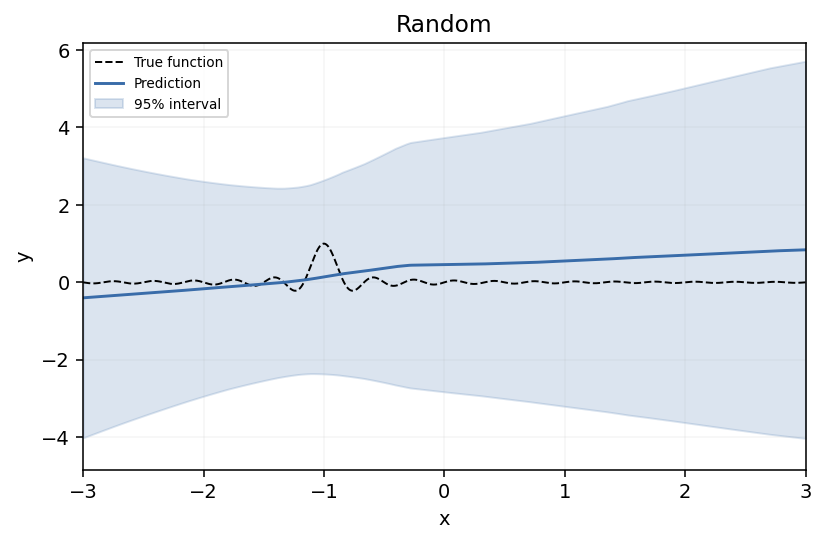 Random
True function
Prediction
95% interval
y
6
4
2
0
−2
−4
−3
−2
−1
0
1
2
3
x